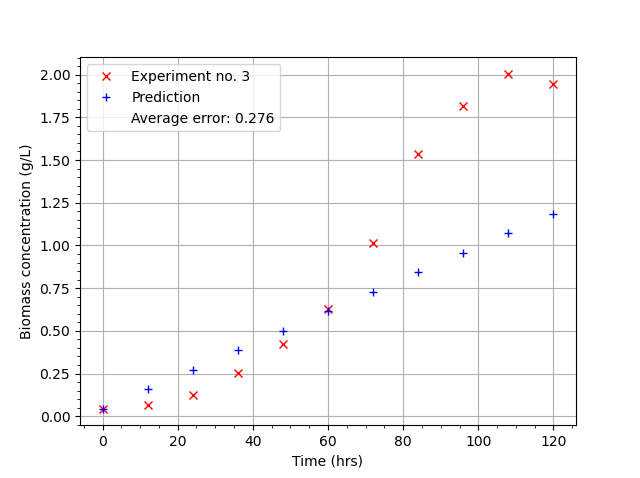 Experiment no. 3
Prediction
Average error: 0.276
Biomass concentration (g/L)
2.00
1.75
1.50
1.25
1.00
0.75
0.50
0.25
0.00
0 20 40 60 80 100 120
Time (hrs)